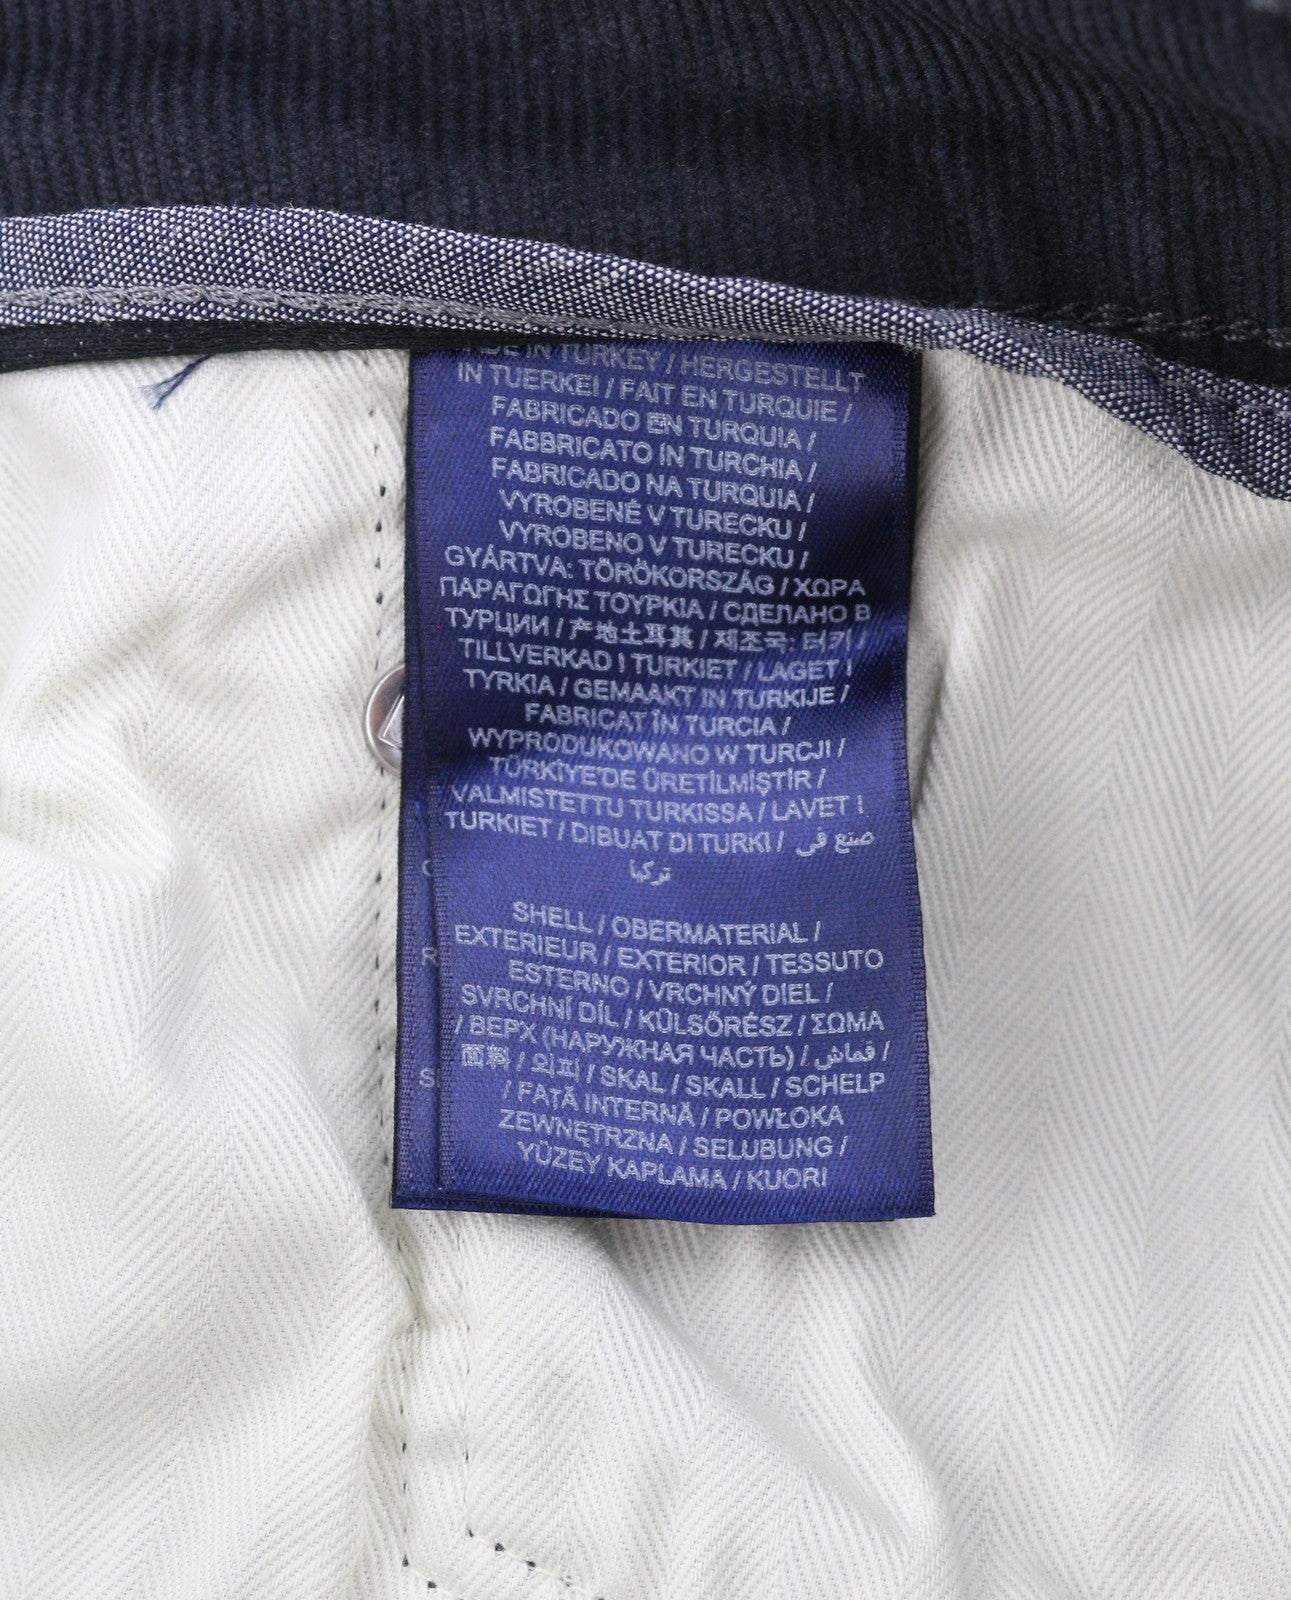 MADE IN TURKEY / HERGESTELLT
IN TUERKEI / FAIT EN TURQUIE /
FABRICADO EN TURQUIA /
FABBRICATO IN TURCHIA /
FABRICADO NA TURQUIA /
VYROBENÉ V TURECKU /
VYROBENO V TURECKU /
GYÁRTVA: TÖRÖKORSZÁG / ΧΩΡΑ
ΠΑΡΑΓΩΓΗΣ ΤΟΥΡΚΙΑ / СДЕЛАНО В
ТУРЦИИ / 产地土耳其 / 제조국: 터키 /
TILLVERKAD I TURKIET / LAGET I
TYRKIA / GEMAAKT IN TURKIJE /
FABRICAT ÎN TURCIA /
WYPRODUKOWANO W TURCJI /
TÜRKİYE'DE ÜRETİLMİŞTİR /
VALMISTETTU TURKISSA / LAVET I
TURKIET / DIBUAT DI TURKI / صنع في
تركيا
SHELL / OBERMATERIAL /
EXTERIEUR / EXTERIOR / TESSUTO
ESTERNO / VRCHNÝ DIEL /
SVRCHNÍ DÍL / KÜLSŐRÉSZ / ΣΩΜΑ
/ ВЕРХ (НАРУЖНАЯ ЧАСТЬ) / قماش /
面料 / 외피 / SKAL / SKALL / SCHELP
/ FAȚĂ INTERNĂ / POWŁOKA
ZEWNĘTRZNA / SELUBUNG /
YÜZEY KAPLAMA / KUORI